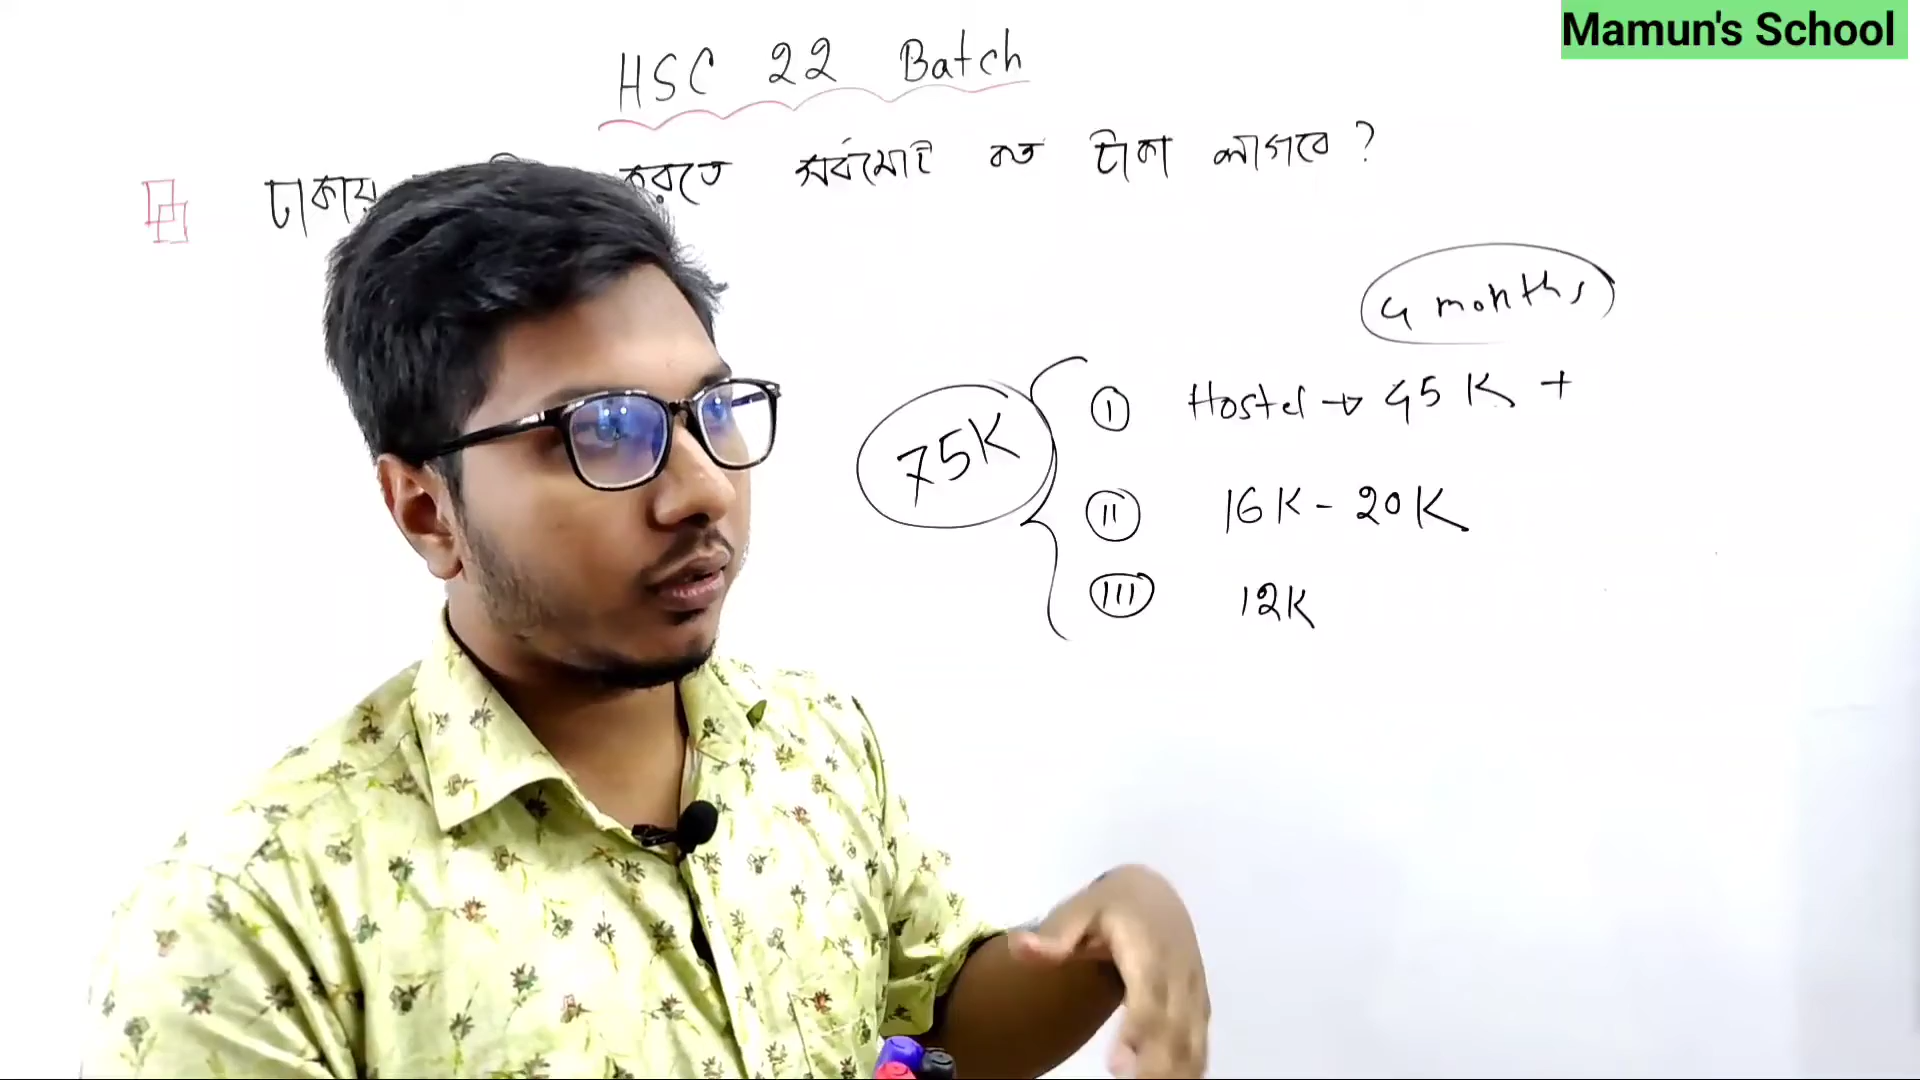 Mamun's School
HSC 22 Batch
ঢাকায় করতে সর্বমোট কত টাকা লাগবে?
4 months
75K
I Hostel → 45K +
II 16K - 20K
III 12K